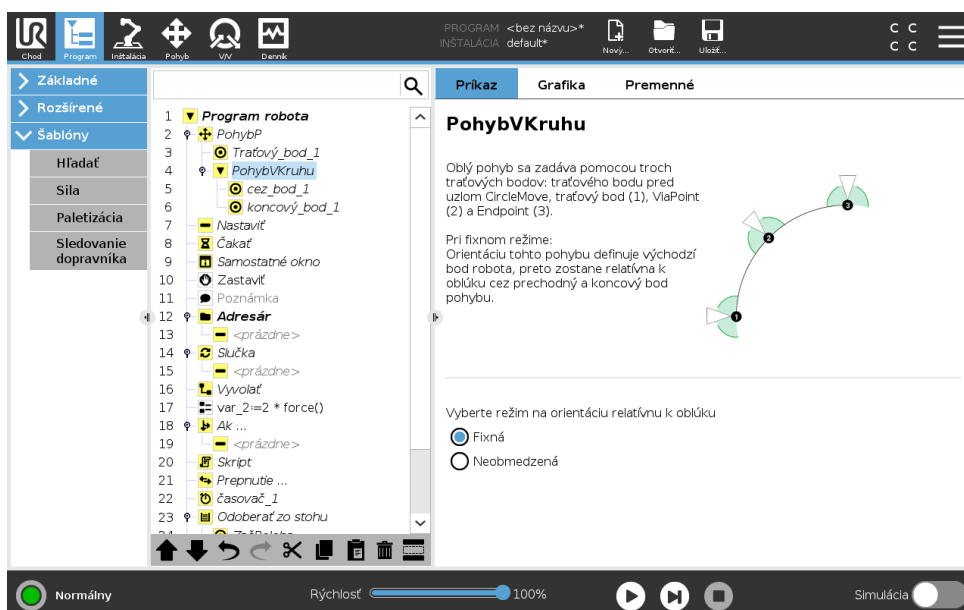 PROGRAM <bez názvu>*
INŠTALÁCIA default*
Chod
Program
Inštalácia
Pohyb
V/V
Denník
Nový...
Otvoriť...
Uložiť...
C C
C C
Základné
Rozšírené
Šablóny
Hľadať
Sila
Paletizácia
Sledovanie
dopravníka
1 Program robota
2 PohybP
3 Traťový_bod_1
4 PohybVKruhu
5 cez_bod_1
6 koncový_bod_1
7 Nastaviť
8 Čakať
9 Samostatné okno
10 Zastaviť
11 Poznámka
12 Adresár
13 <prázdne>
14 Slučka
15 <prázdne>
16 Vyvolať
17 var_2:=2 * force()
18 Ak ...
19 <prázdne>
20 Skript
21 Prepnutie ...
22 časovač_1
23 Odoberať zo stohu
Príkaz Grafika Premenné
PohybVKruhu
Oblý pohyb sa zadáva pomocou troch
traťových bodov: traťového bodu pred
uzlom CircleMove, traťový bod (1), ViaPoint
(2) a Endpoint (3).
Pri fixnom režime:
Orientáciu tohto pohybu definuje východzí
bod robota, preto zostane relatívna k
oblúku cez prechodný a koncový bod
pohybu.
3
2
1
Vyberte režim na orientáciu relatívnu k oblúku
Fixná
Neobmedzená
Normálny
Rýchlosť
100%
Simulácia